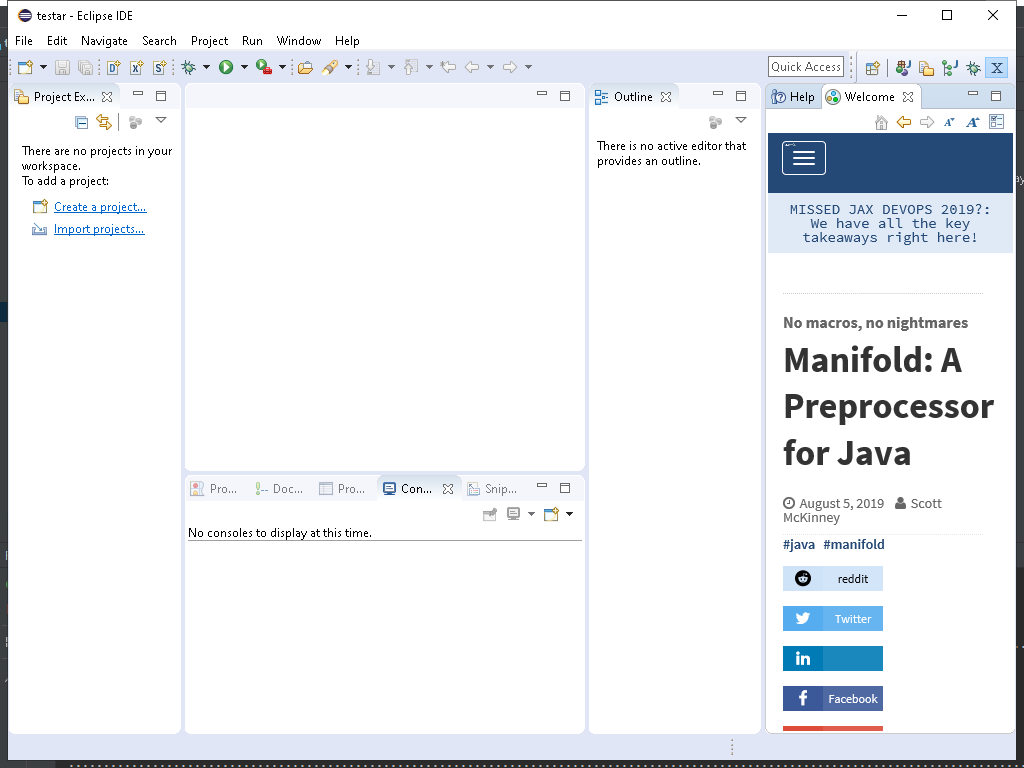 testar - Eclipse IDE
File Edit Navigate Search Project Run Window Help
Quick Access
Project Ex...
Outline
Help
Welcome
There are no projects in your
workspace.
To add a project:
Create a project...
Import projects...
There is no active editor that
provides an outline.
MISSED JAX DEVOPS 2019?:
We have all the key
takeaways right here!
No macros, no nightmares
Manifold: A
Preprocessor
for Java
August 5, 2019 Scott
McKinney
#java #manifold
reddit
Twitter
in
Facebook
Pro...
Doc...
Pro...
Con...
Snip...
No consoles to display at this time.